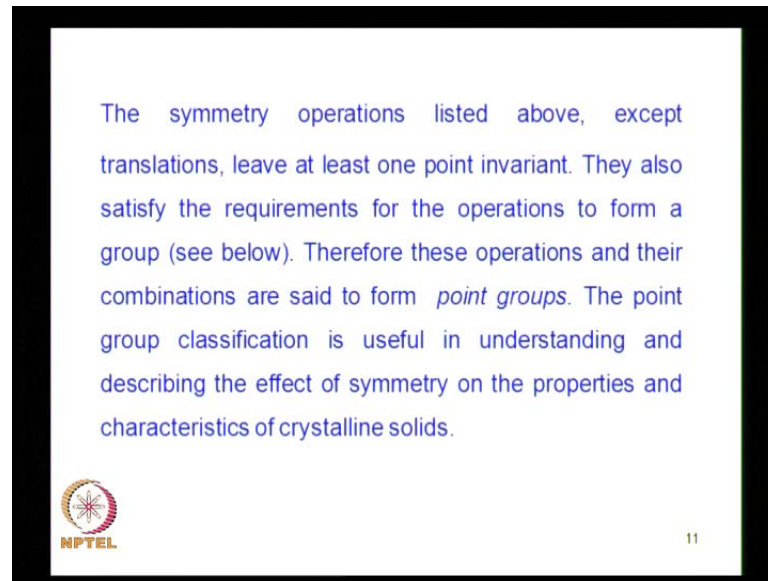 The symmetry operations listed above, except
translations, leave at least one point invariant. They also
satisfy the requirements for the operations to form a
group (see below). Therefore these operations and their
combinations are said to form point groups. The point
group classification is useful in understanding and
describing the effect of symmetry on the properties and
characteristics of crystalline solids.
NPTEL
11